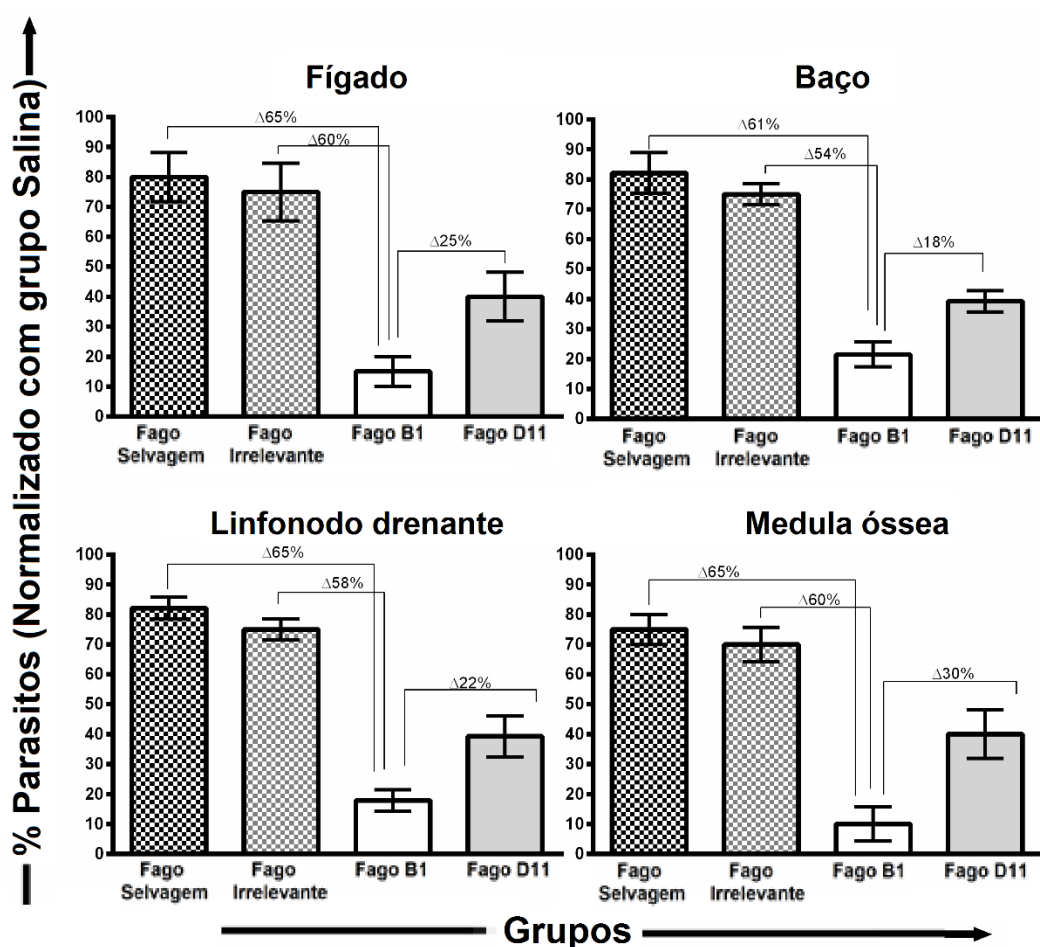 % Parasitos (Normalizado com grupo Salina)
Fígado
Δ65%
Δ60%
Δ25%
100
90
80
70
60
50
40
30
20
10
0
Fago
Selvagem
Fago
Irrelevante
Fago B1
Fago D11
Baço
Δ61%
Δ54%
Δ18%
100
90
80
70
60
50
40
30
20
10
0
Fago
Selvagem
Fago
Irrelevante
Fago B1
Fago D11
Linfonodo drenante
Δ65%
Δ58%
Δ22%
100
90
80
70
60
50
40
30
20
10
0
Fago
Selvagem
Fago
Irrelevante
Fago B1
Fago D11
Medula óssea
Δ65%
Δ60%
Δ30%
100
90
80
70
60
50
40
30
20
10
0
Fago
Selvagem
Fago
Irrelevante
Fago B1
Fago D11
Grupos